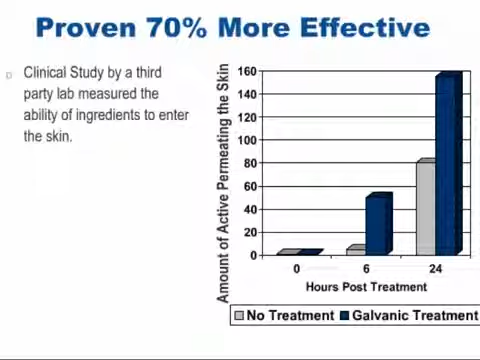 Proven 70% More Effective
Clinical Study by a third
party lab measured the
ability of ingredients to enter
the skin.
Amount of Active Permeating the Skin
160
140
120
100
80
60
40
20
0
0 6 24
Hours Post Treatment
No Treatment Galvanic Treatment